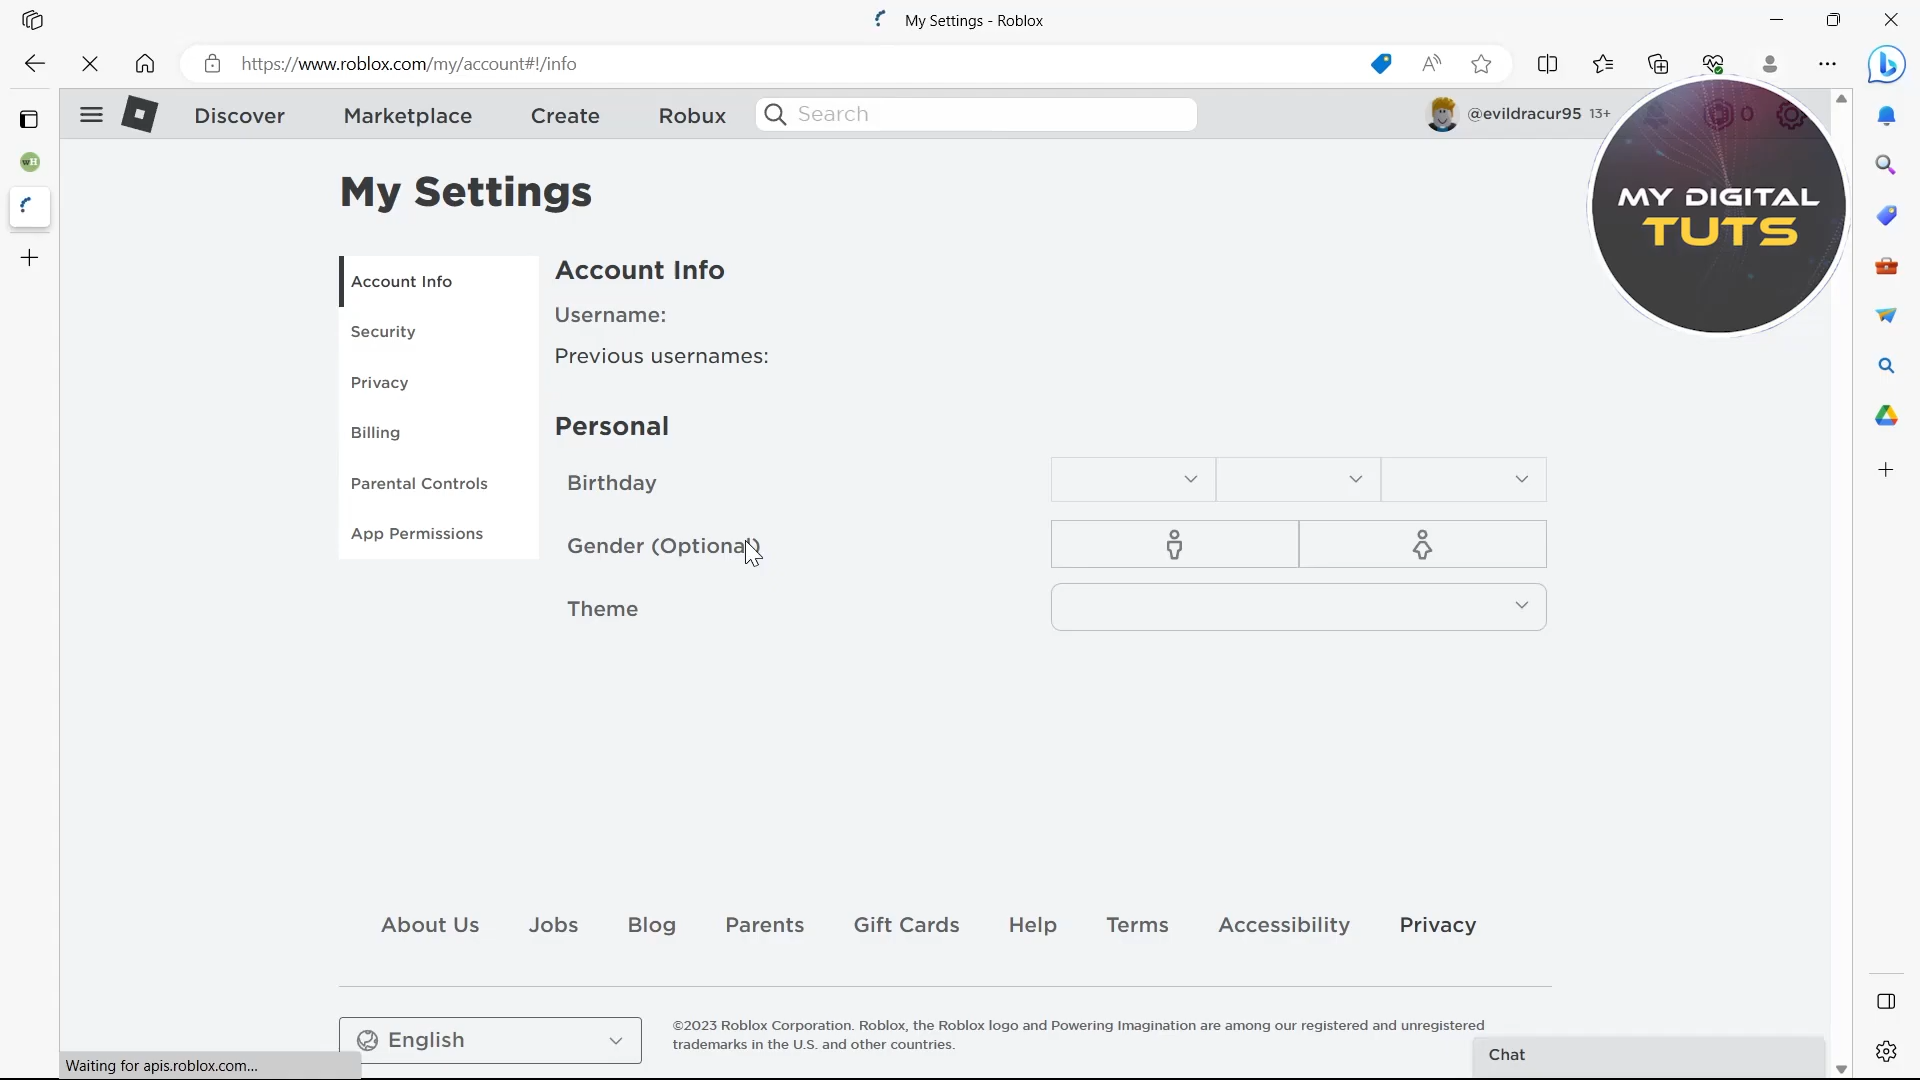 My Settings - Roblox
https://www.roblox.com/my/account#!/info
Discover
Marketplace
Create
Robux
Search
@evildracur95 13+
0
MY DIGITAL
TUTS
My Settings
Account Info
Security
Privacy
Billing
Parental Controls
App Permissions
Account Info
Username:
Previous usernames:
Personal
Birthday
Gender (Optional)
Theme
About Us
Jobs
Blog
Parents
Gift Cards
Help
Terms
Accessibility
Privacy
English
©2023 Roblox Corporation. Roblox, the Roblox logo and Powering Imagination are among our registered and unregistered
trademarks in the U.S. and other countries.
Chat
Waiting for apis.roblox.com...